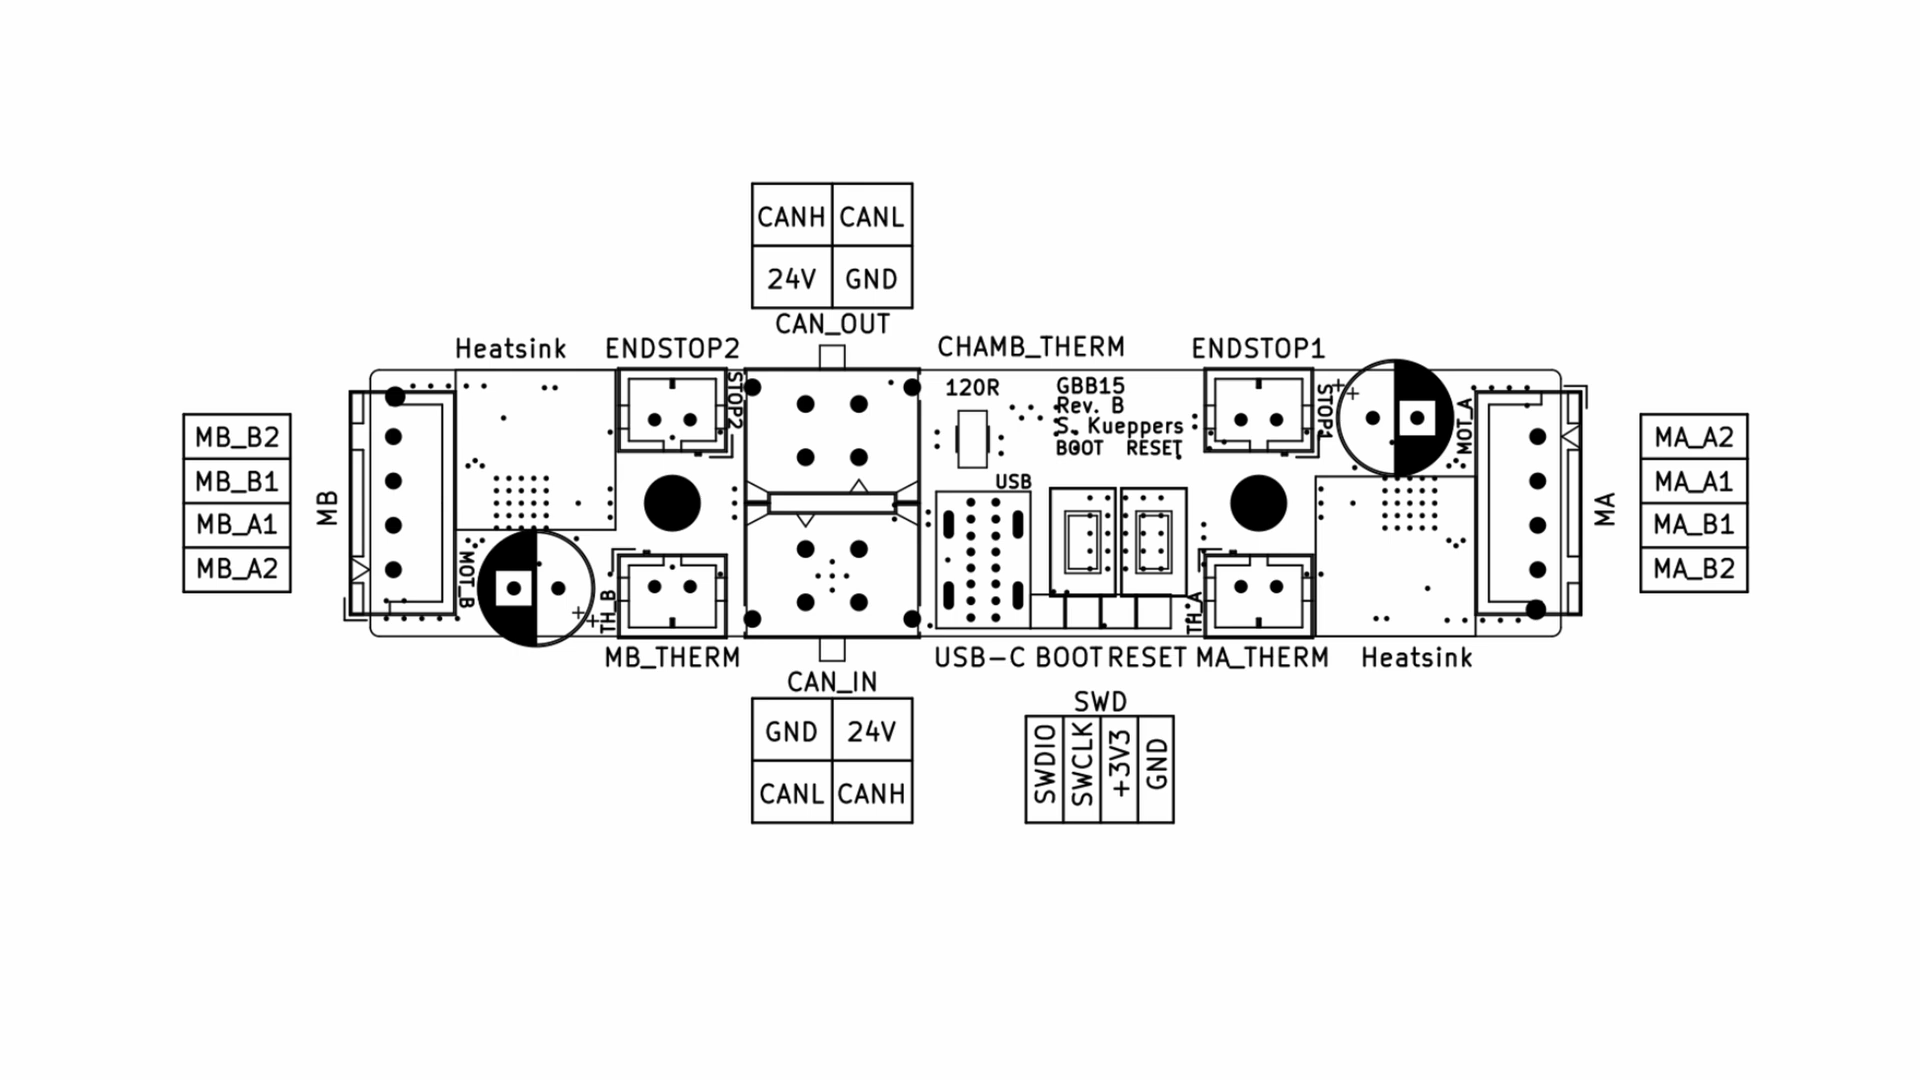 CANH CANL
24V GND
CAN_OUT
Heatsink
ENDSTOP2
CHAMB_THERM
ENDSTOP1
STOP2
120R
GBB15
Rev. B
S. Kueppers
BOOT RESET
STOP1
MOT_A
MB_B2
MB_B1
MB_A1
MB_A2
MB
USB
MA
MA_A2
MA_A1
MA_B1
MA_B2
MOT_B
TH_B
TH_A
MB_THERM
USB-C
BOOT
RESET
MA_THERM
Heatsink
CAN_IN
GND 24V
CANL CANH
SWD
SWDIO
SWCLK
+3V3
GND